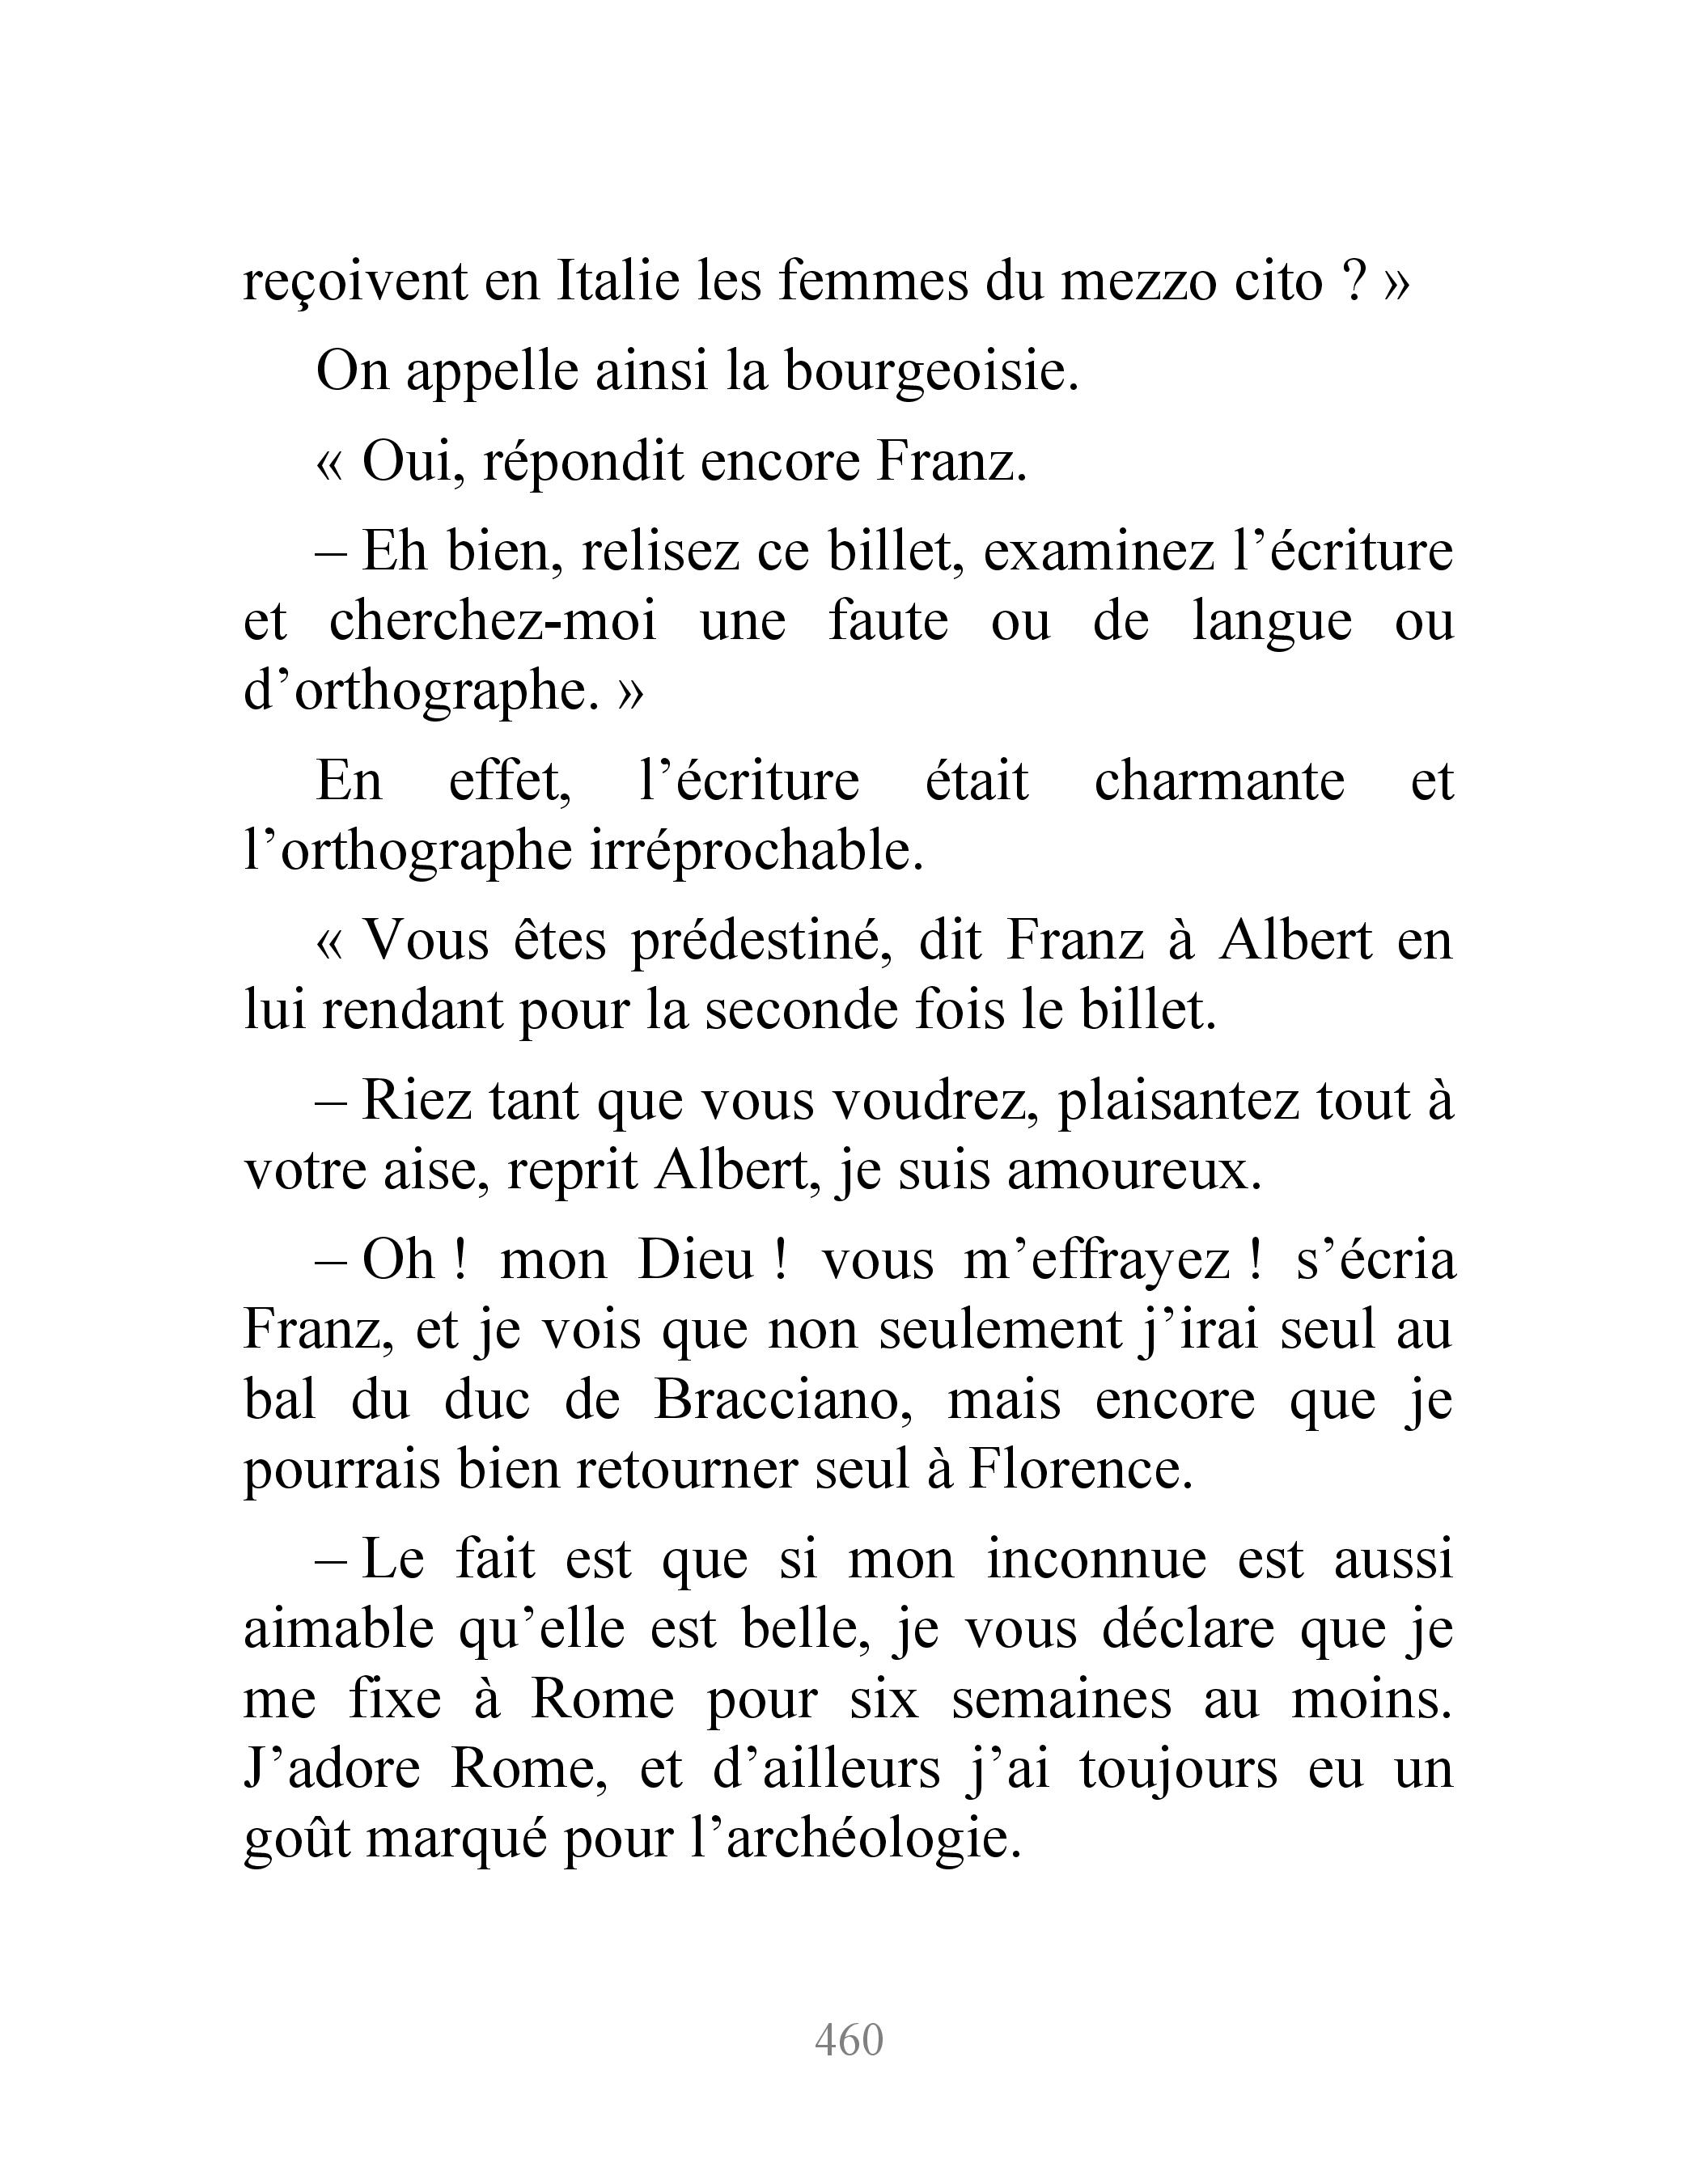 reçoivent en Italie les femmes du mezzo cito ? »
On appelle ainsi la bourgeoisie.
« Oui, répondit encore Franz.
– Eh bien, relisez ce billet, examinez l’écriture
et cherchez-moi une faute ou de langue ou
d’orthographe. »
En effet, l’écriture était charmante et
l’orthographe irréprochable.
« Vous êtes prédestiné, dit Franz à Albert en
lui rendant pour la seconde fois le billet.
– Riez tant que vous voudrez, plaisantez tout à
votre aise, reprit Albert, je suis amoureux.
– Oh ! mon Dieu ! vous m’effrayez ! s’écria
Franz, et je vois que non seulement j’irai seul au
bal du duc de Bracciano, mais encore que je
pourrais bien retourner seul à Florence.
– Le fait est que si mon inconnue est aussi
aimable qu’elle est belle, je vous déclare que je
me fixe à Rome pour six semaines au moins.
J’adore Rome, et d’ailleurs j’ai toujours eu un
goût marqué pour l’archéologie.
460